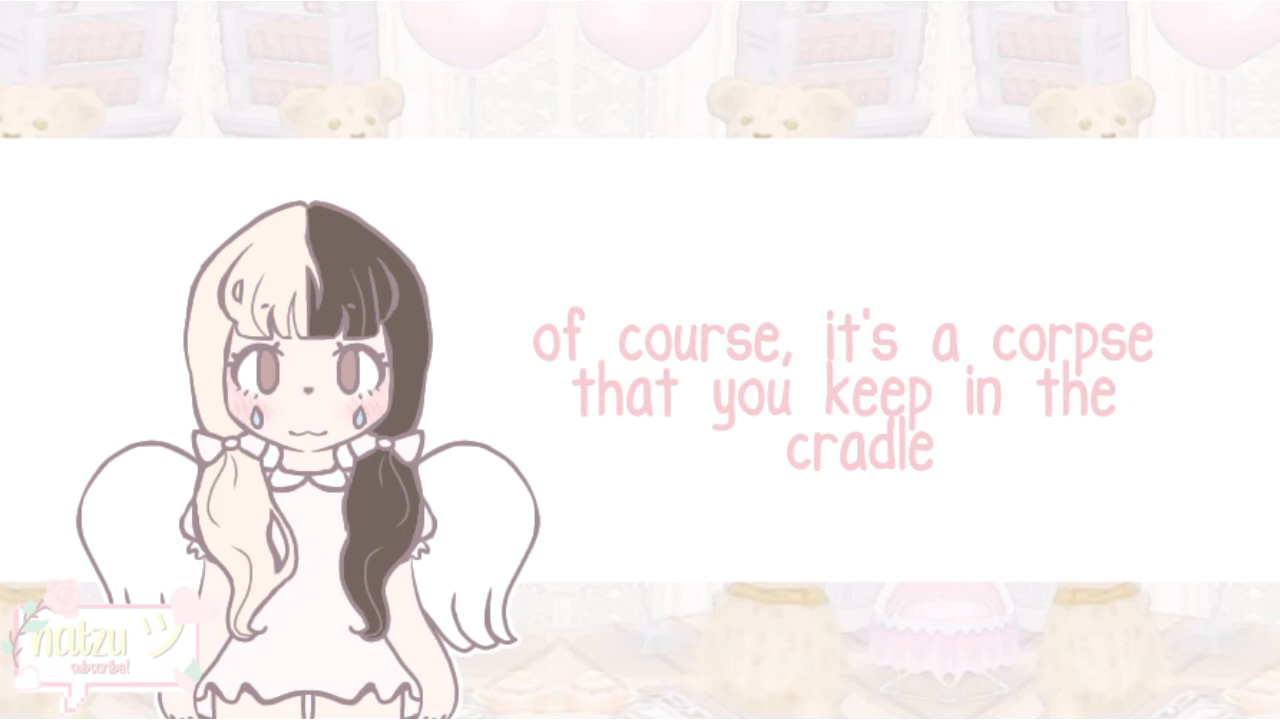 of course, it's a corpse
that you keep in the
cradle
natzu ツ
subscribe!